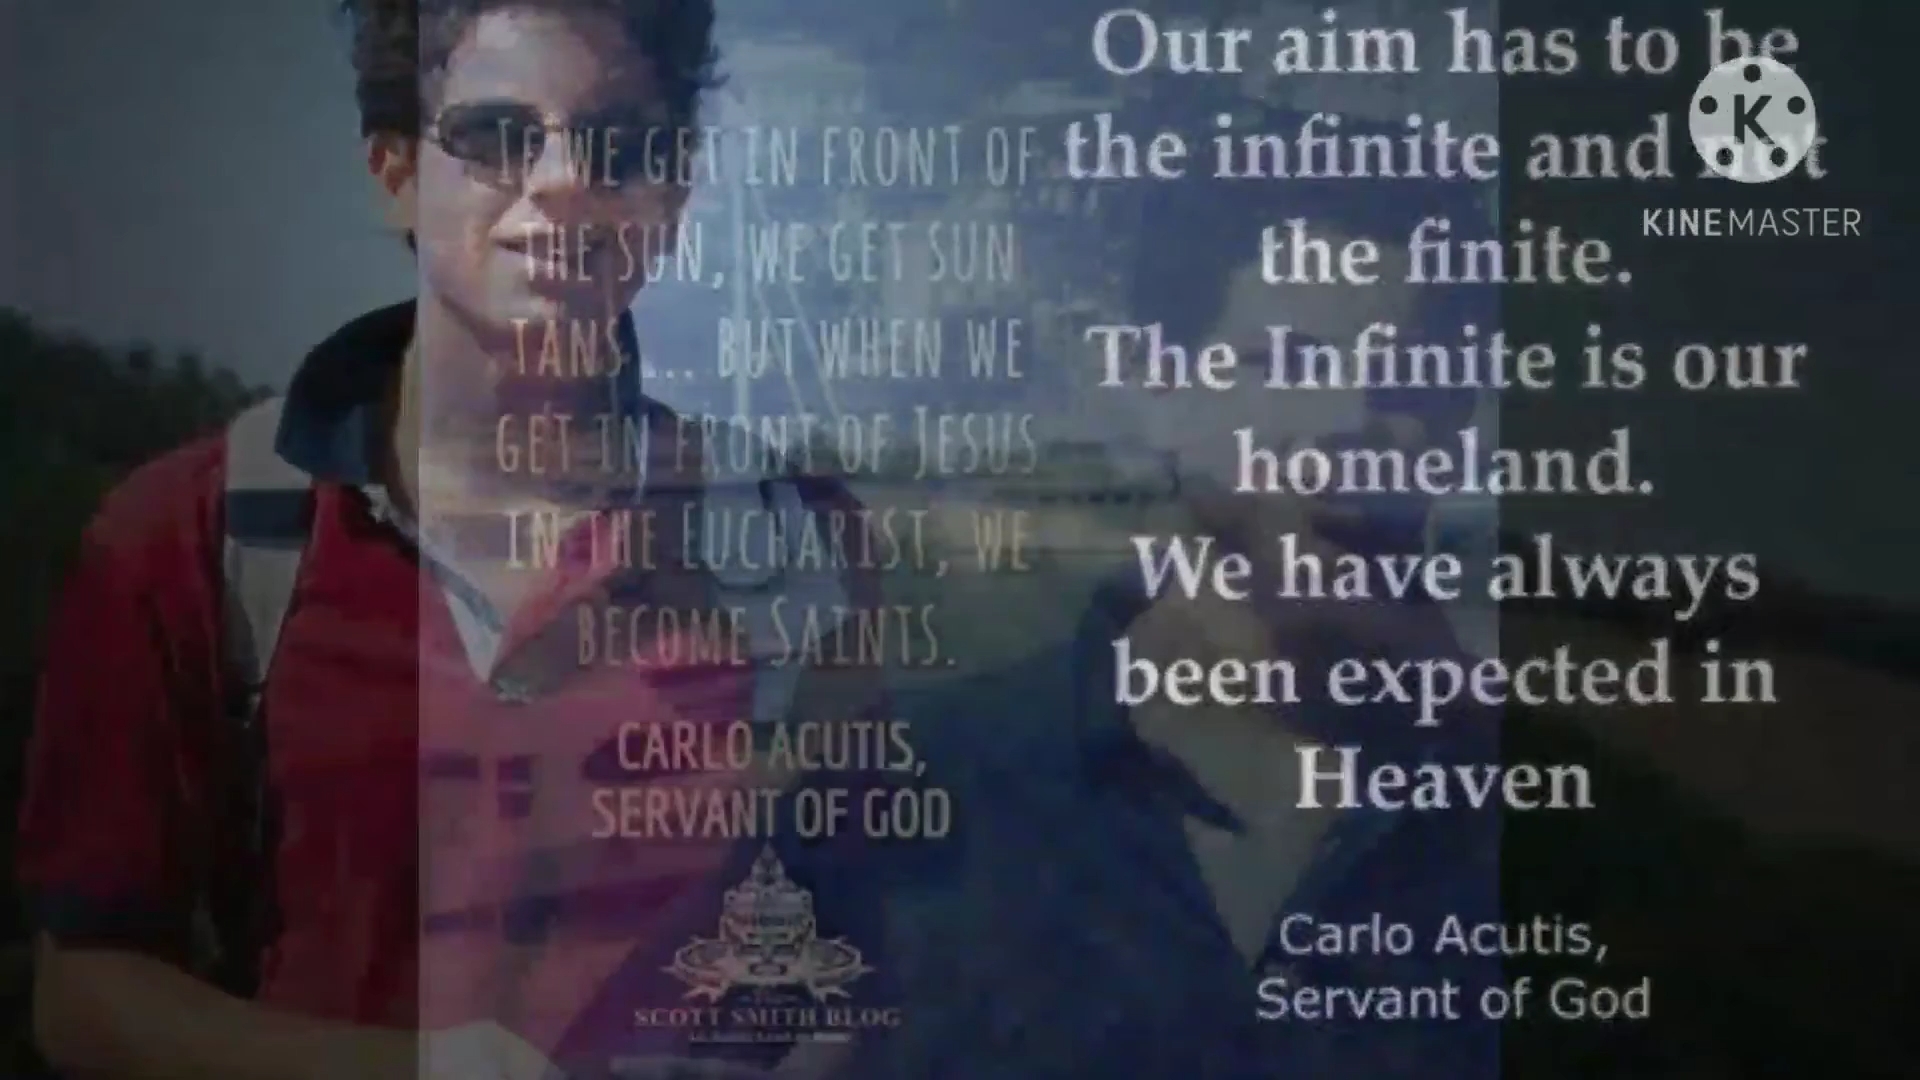 IF WE GET IN FRONT OF
THE SUN, WE GET SUN
TANS ... BUT WHEN WE
GET IN FRONT OF JESUS
IN THE EUCHARIST, WE
BECOME SAINTS.
CARLO ACUTIS,
SERVANT OF GOD
SCOTT SMITH BLOG
Our aim has to be
the infinite and not
the finite.
The Infinite is our
homeland.
We have always
been expected in
Heaven
Carlo Acutis,
Servant of God
K
KINEMASTER